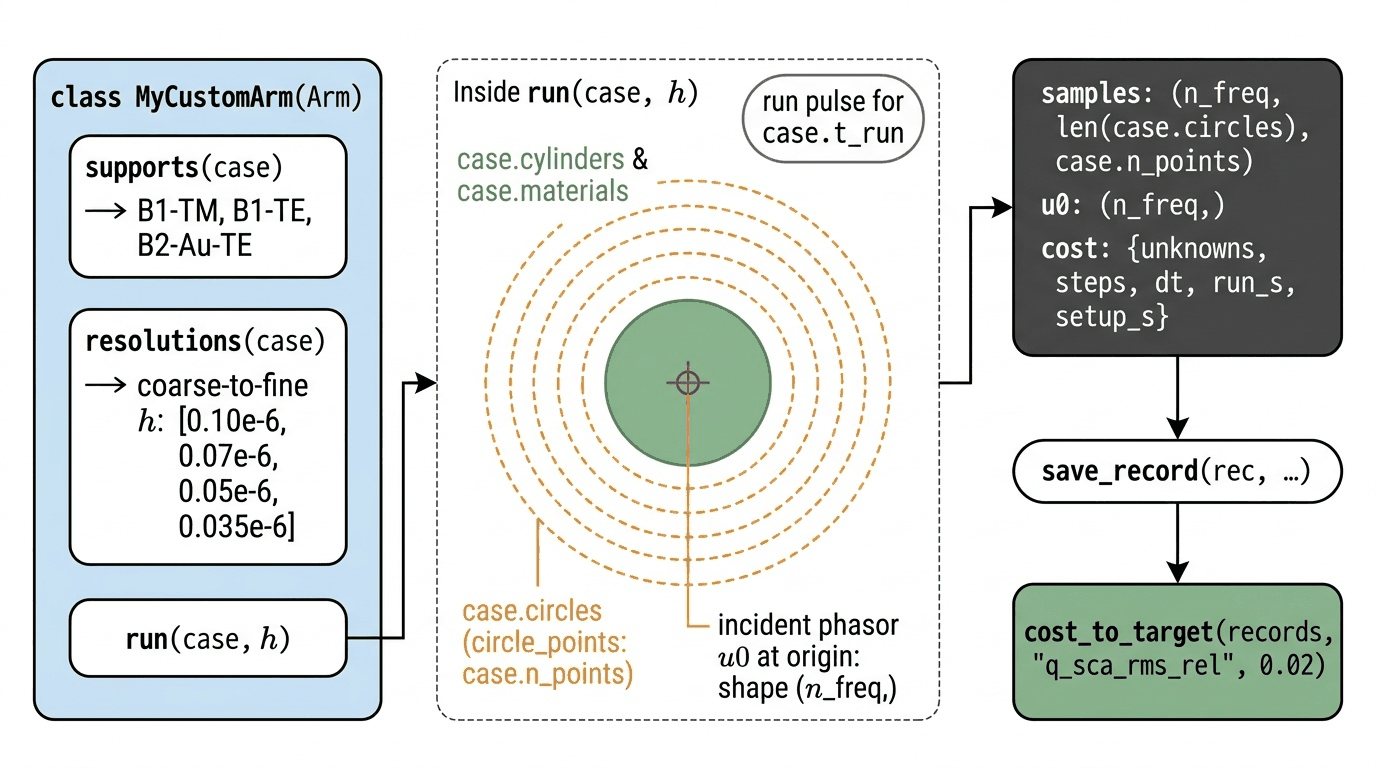 class MyCustomArm(Arm)
supports(case)
→ B1-TM, B1-TE,
B2-Au-TE
resolutions(case)
→ coarse-to-fine
h: [0.10e-6,
0.07e-6,
0.05e-6,
0.035e-6]
run(case, h)
Inside run(case, h)
run pulse for
case.t_run
case.cylinders &
case.materials
case.circles
(circle_points:
case.n_points)
incident phasor
u0 at origin:
shape (n_freq,)
samples: (n_freq,
len(case.circles),
case.n_points)
u0: (n_freq,)
cost: {unknowns,
steps, dt, run_s,
setup_s}
save_record(rec, …)
cost_to_target(records,
"q_sca_rms_rel", 0.02)